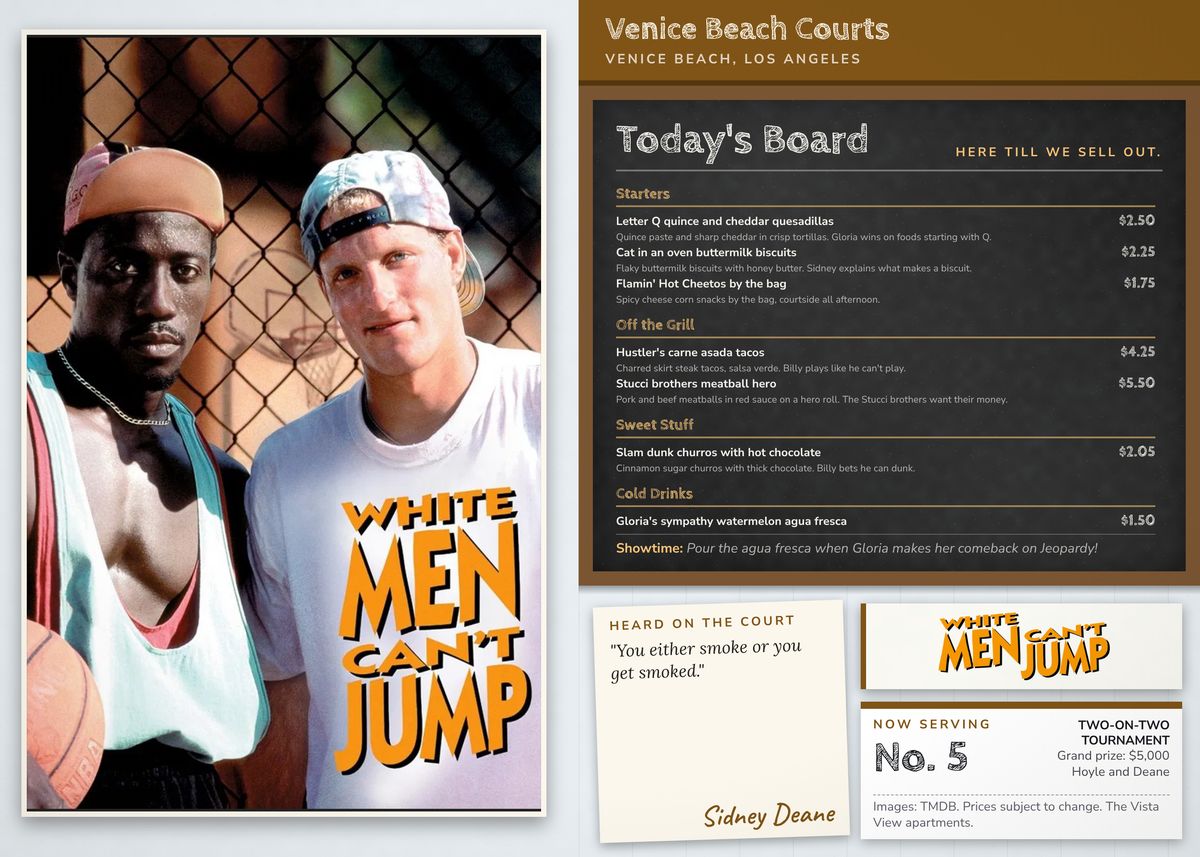 WHITE
MEN
CAN'T
JUMP
NBA
Venice Beach Courts
VENICE BEACH, LOS ANGELES
Today's Board
HERE TILL WE SELL OUT.
Starters
Letter Q quince and cheddar quesadillas $2.50
Quince paste and sharp cheddar in crisp tortillas. Gloria wins on foods starting with Q.
Cat in an oven buttermilk biscuits $2.25
Flaky buttermilk biscuits with honey butter. Sidney explains what makes a biscuit.
Flamin' Hot Cheetos by the bag $1.75
Spicy cheese corn snacks by the bag, courtside all afternoon.
Off the Grill
Hustler's carne asada tacos $4.25
Charred skirt steak tacos, salsa verde. Billy plays like he can't play.
Stucci brothers meatball hero $5.50
Pork and beef meatballs in red sauce on a hero roll. The Stucci brothers want their money.
Sweet Stuff
Slam dunk churros with hot chocolate $2.05
Cinnamon sugar churros with thick chocolate. Billy bets he can dunk.
Cold Drinks
Gloria's sympathy watermelon agua fresca $1.50
Showtime: Pour the agua fresca when Gloria makes her comeback on Jeopardy!
HEARD ON THE COURT
"You either smoke or you
get smoked."
Sidney Deane
WHITE
MEN CAN'T
JUMP
NOW SERVING
No. 5
TWO-ON-TWO
TOURNAMENT
Grand prize: $5,000
Hoyle and Deane
Images: TMDB. Prices subject to change. The Vista
View apartments.